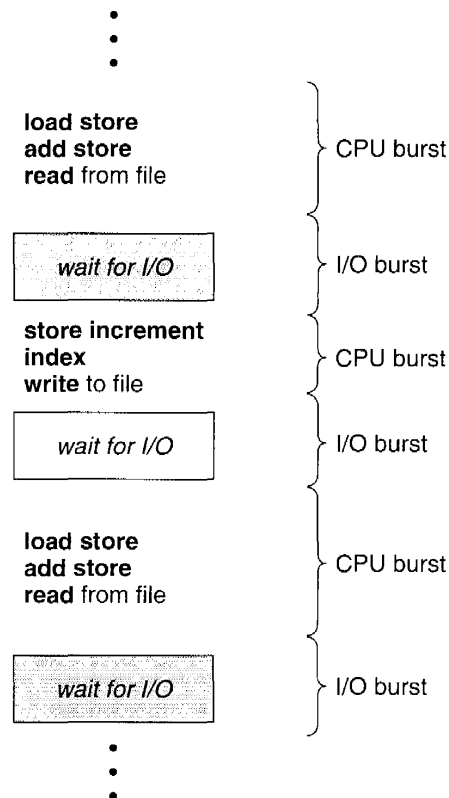 load store
add store
read from file
CPU burst
wait for I/O
I/O burst
store increment
index
write to file
CPU burst
wait for I/O
I/O burst
load store
add store
read from file
CPU burst
wait for I/O
I/O burst